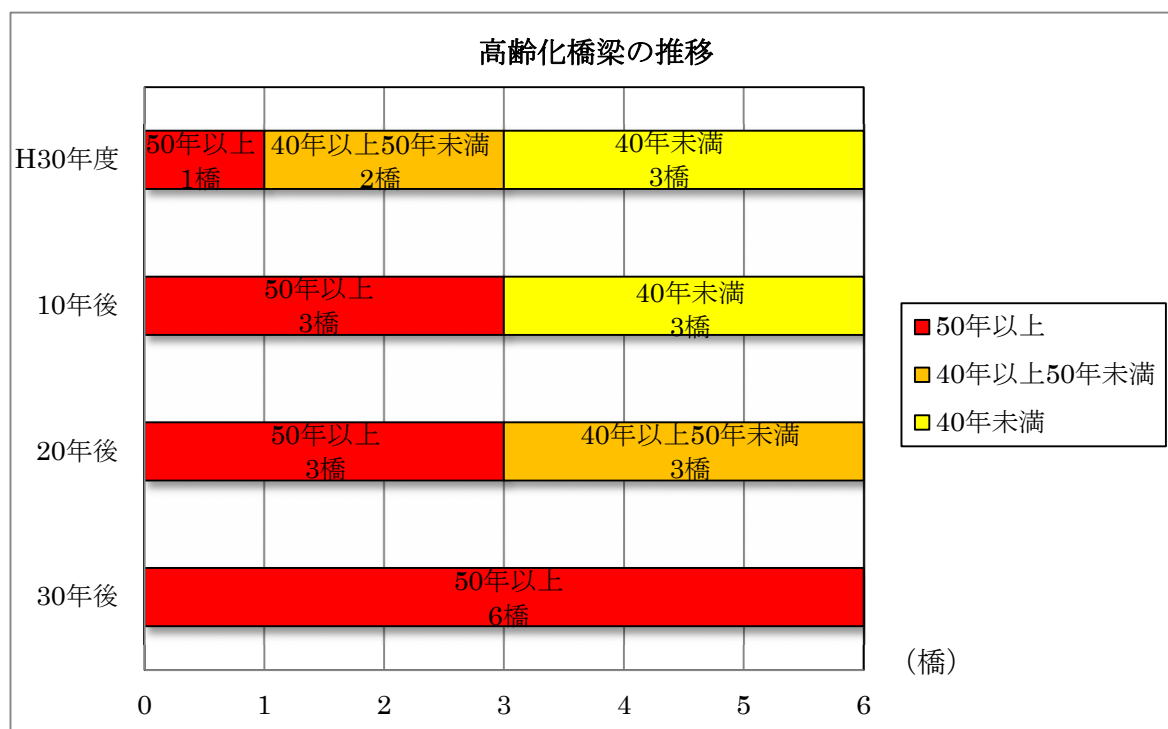 高齢化橋梁の推移
H30年度
50年以上
1橋
40年以上50年未満
2橋
40年未満
3橋
10年後
50年以上
3橋
40年未満
3橋
20年後
50年以上
3橋
40年以上50年未満
3橋
30年後
50年以上
6橋
50年以上
40年以上50年未満
40年未満
（橋）
0 1 2 3 4 5 6